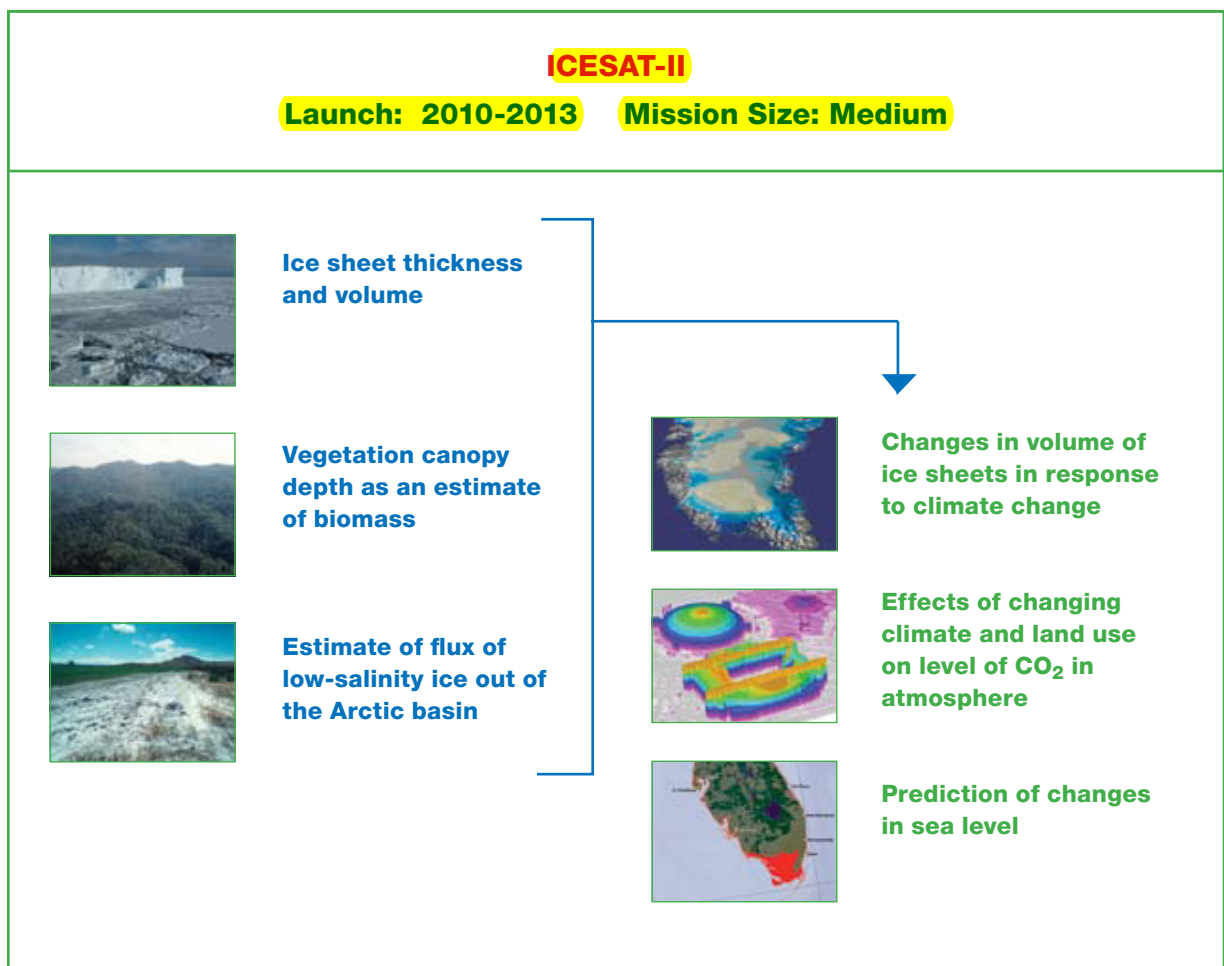 ICESAT-II
Launch: 2010-2013 Mission Size: Medium
Ice sheet thickness
and volume
Vegetation canopy
depth as an estimate
of biomass
Estimate of flux of
low-salinity ice out of
the Arctic basin
Changes in volume of
ice sheets in response
to climate change
Effects of changing
climate and land use
on level of CO₂ in
atmosphere
Prediction of changes
in sea level